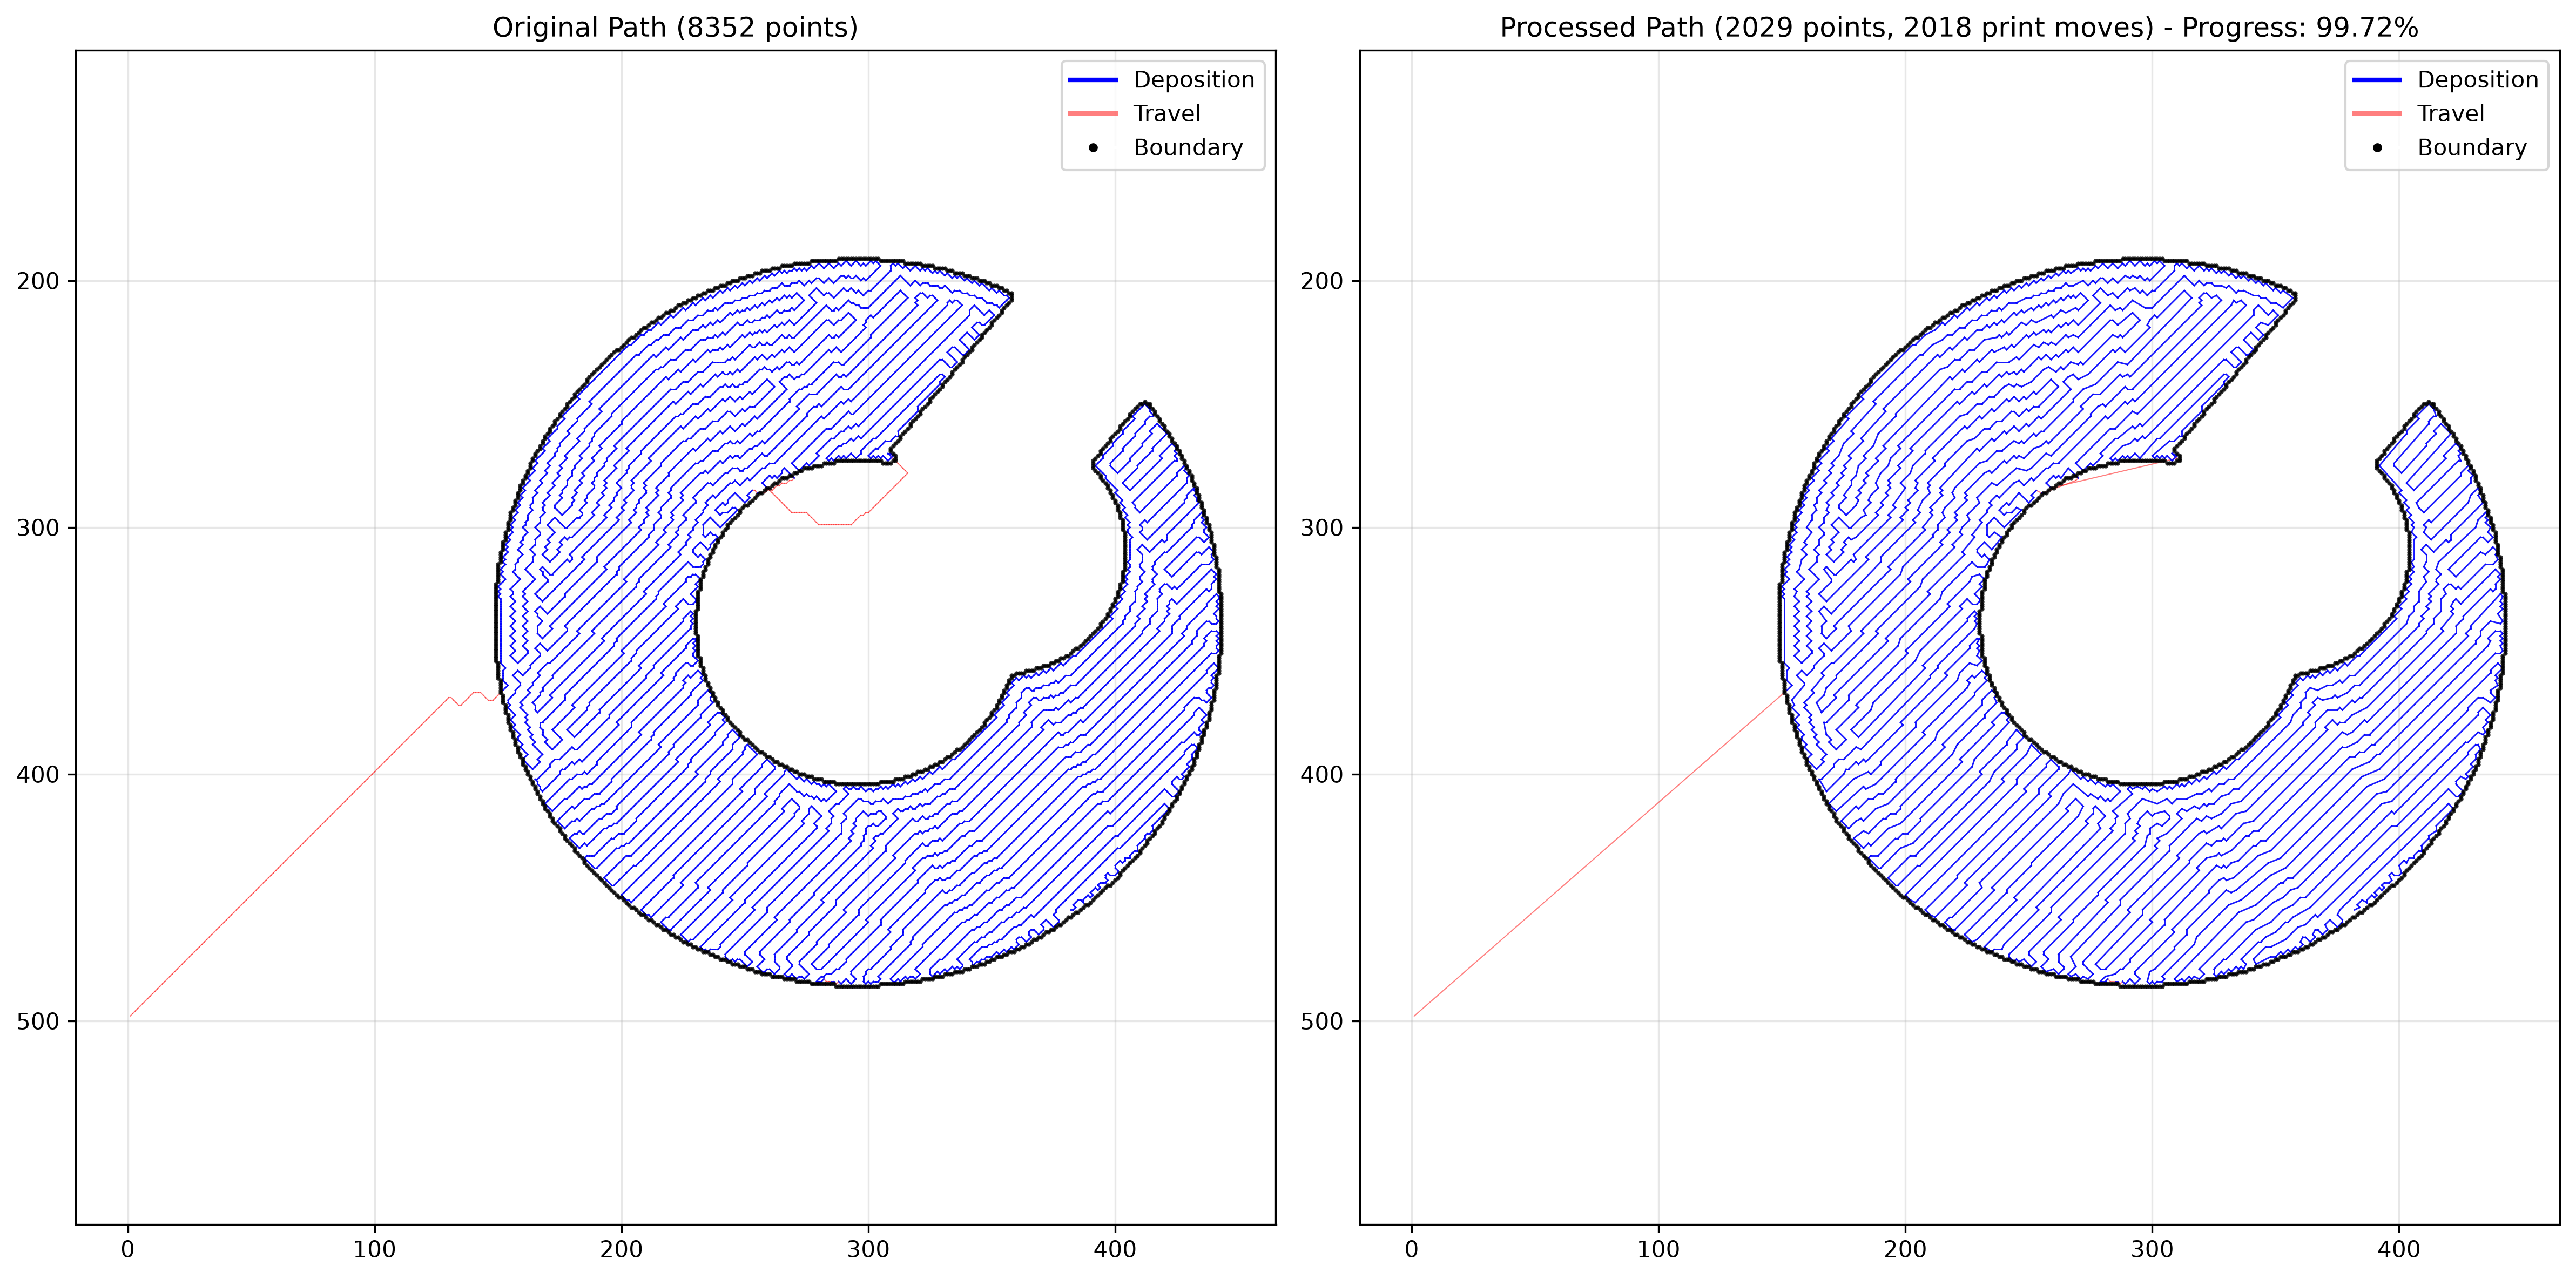 Original Path (8352 points)
Deposition
Travel
Boundary
200
300
400
500
0
100
200
300
400
Processed Path (2029 points, 2018 print moves) - Progress: 99.72%
Deposition
Travel
Boundary
200
300
400
500
0
100
200
300
400